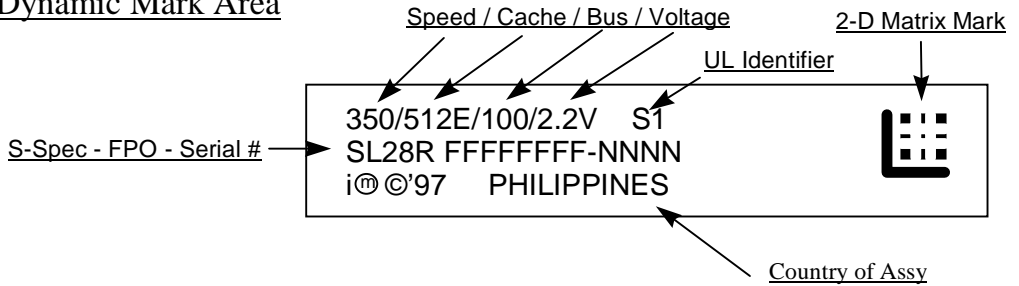 Dynamic Mark Area
Speed / Cache / Bus / Voltage
2-D Matrix Mark
UL Identifier
350/512E/100/2.2V S1
S-Spec - FPO - Serial #
SL28R FFFFFFFF-NNNN
iⓜ©'97 PHILIPPINES
Country of Assy